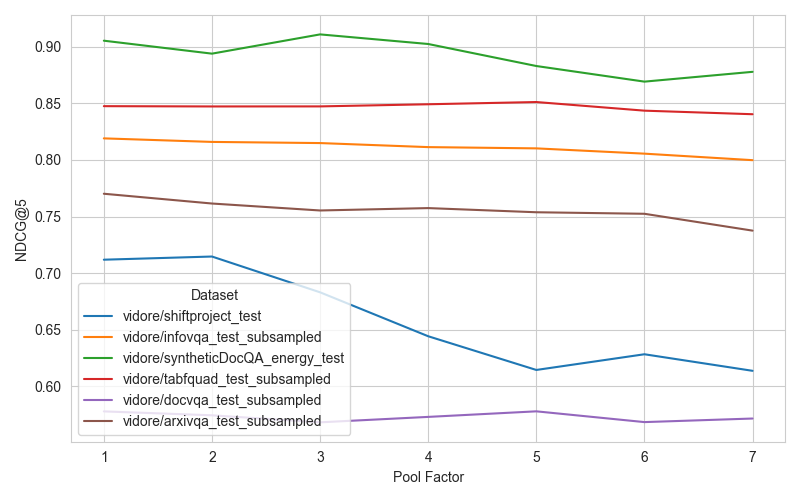 0.90
0.85
0.80
0.75
0.70
0.65
0.60
NDCG@5
Dataset
vidore/shiftproject_test
vidore/infovqa_test_subsampled
vidore/syntheticDocQA_energy_test
vidore/tabfquad_test_subsampled
vidore/docvqa_test_subsampled
vidore/arxivqa_test_subsampled
1 2 3 4 5 6 7
Pool Factor